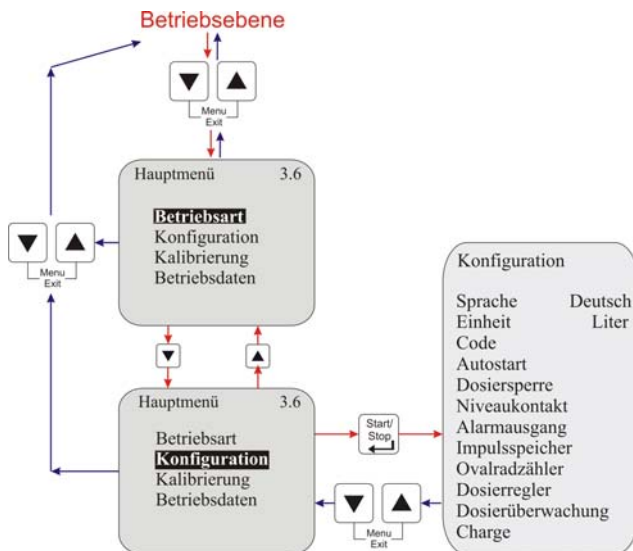 Betriebsebene
Menu
Exit
Hauptmenü 3.6
Betriebsart
Konfiguration
Kalibrierung
Betriebsdaten
Menu
Exit
Hauptmenü 3.6
Betriebsart
Konfiguration
Kalibrierung
Betriebsdaten
Start/
Stop
Menu
Exit
Konfiguration
Sprache Deutsch
Einheit Liter
Code
Autostart
Dosiersperre
Niveaukontakt
Alarmausgang
Impulsspeicher
Ovalradzähler
Dosierregler
Dosierüberwachung
Charge